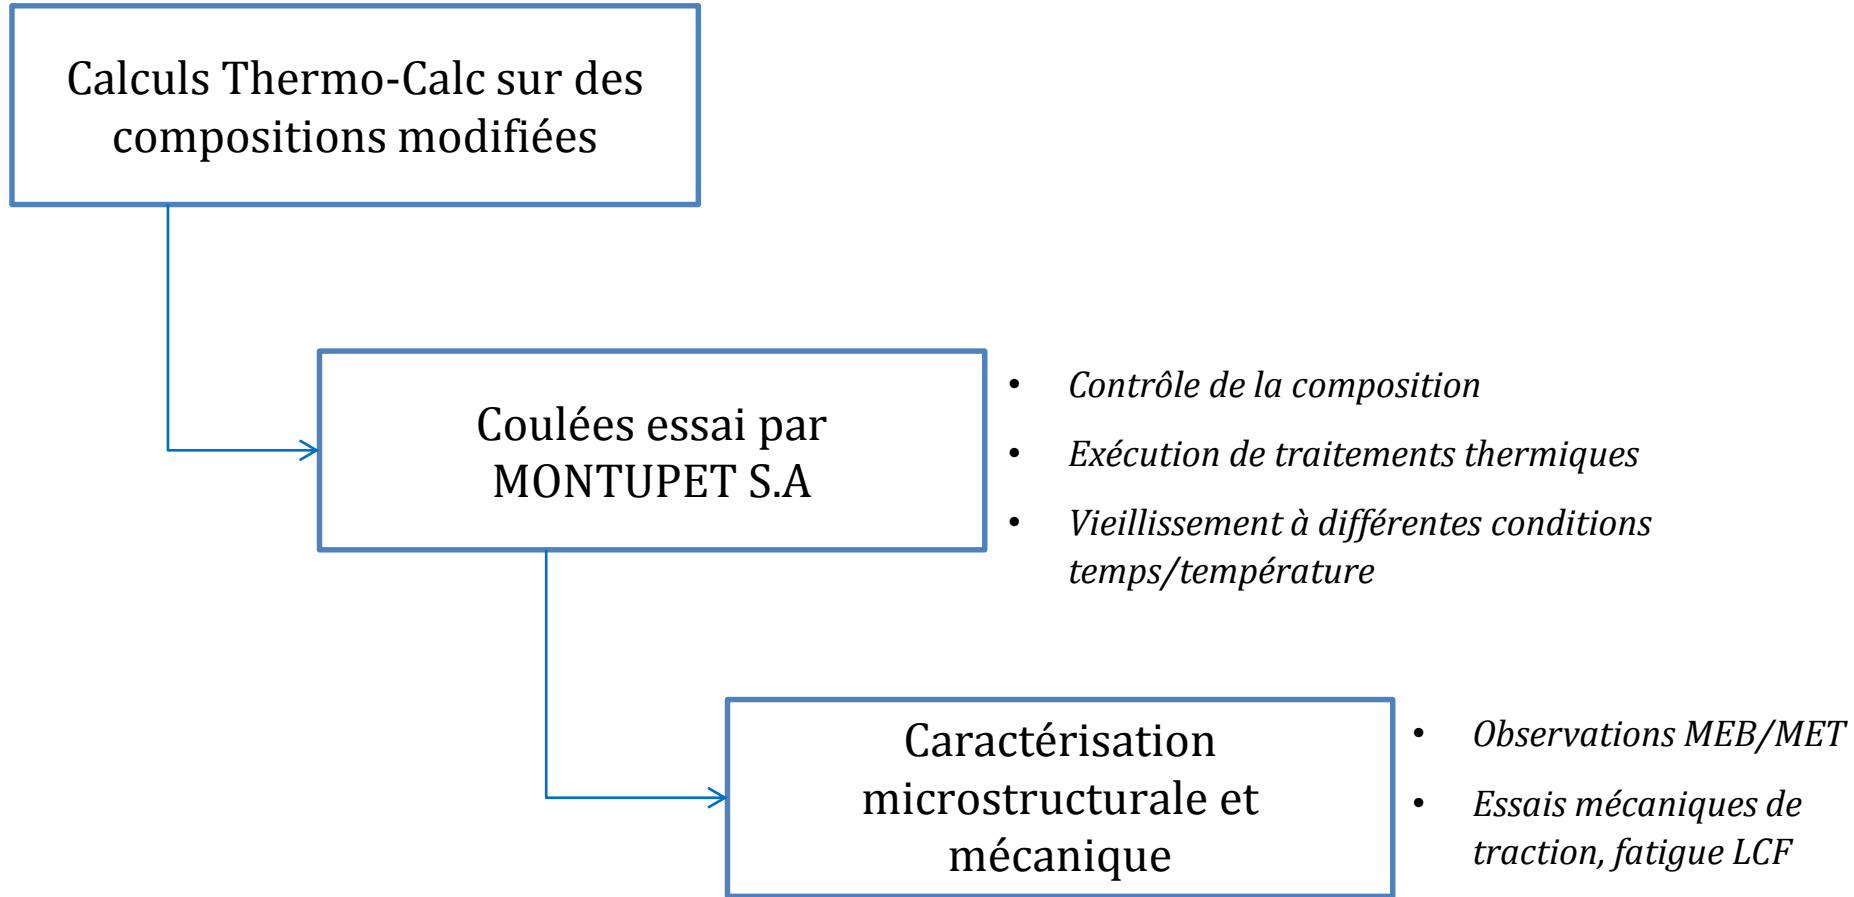 Calculs Thermo-Calc sur des
compositions modifiées
Coulées essai par
MONTUPET S.A
• Contrôle de la composition
• Exécution de traitements thermiques
• Vieillissement à différentes conditions
temps/température
Caractérisation
microstructurale et
mécanique
• Observations MEB/MET
• Essais mécaniques de
traction, fatigue LCF